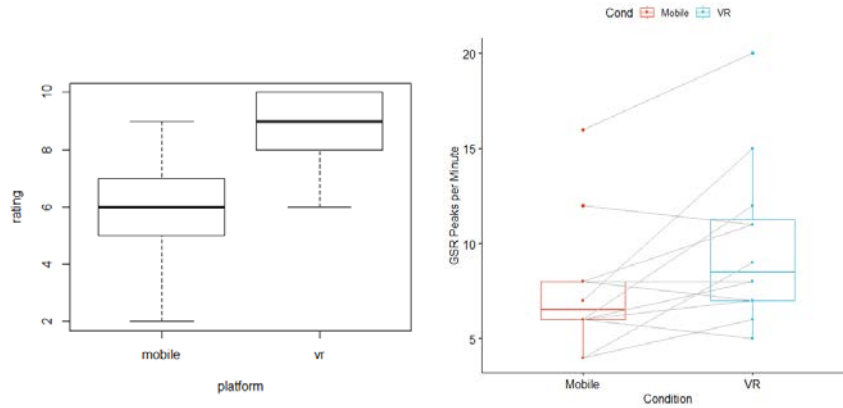 rating
10
8
6
4
2
mobile
vr
platform
Cond Mobile VR
GSR Peaks per Minute
20
15
10
5
Mobile
VR
Condition